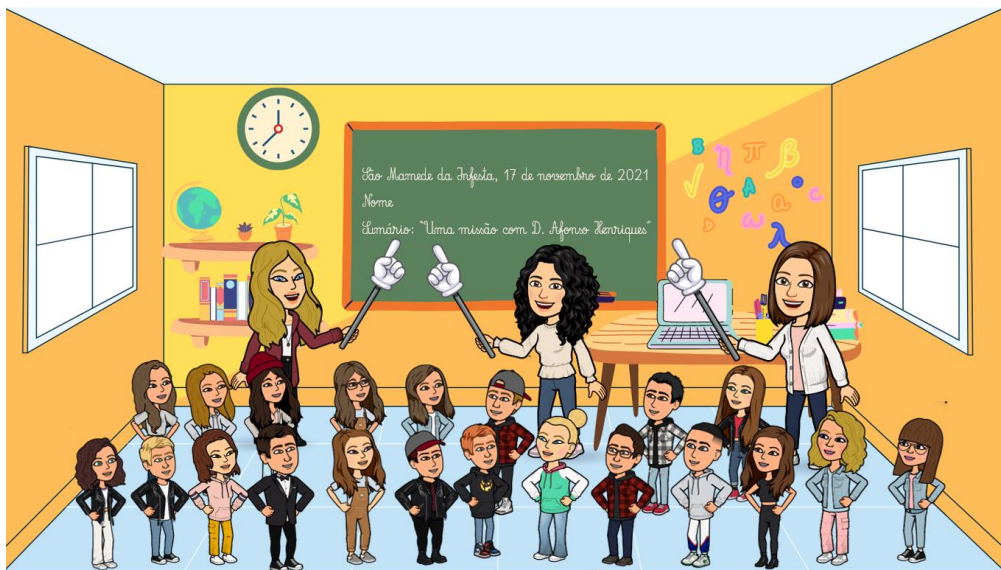 São Mamede da Infesta, 17 de novembro de 2021
Nome
Sumário: "Uma missão com D. Afonso Henriques"
B η π β
√ θ A α c
D ω λ